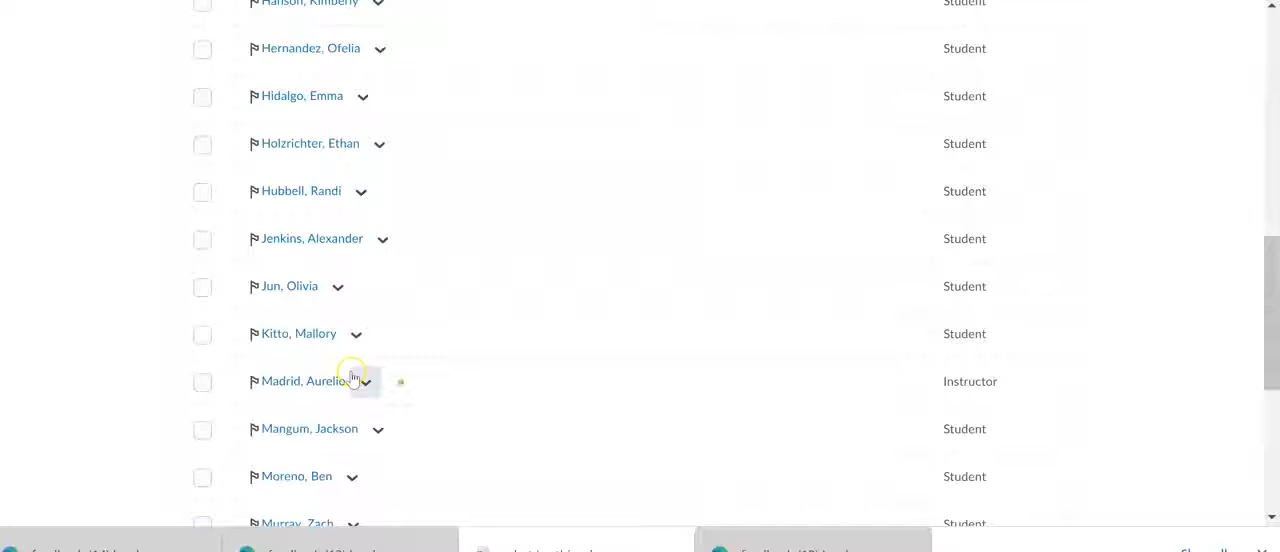 Hanson, Kimberly Student
Hernandez, Ofelia Student
Hidalgo, Emma Student
Holzrichter, Ethan Student
Hubbell, Randi Student
Jenkins, Alexander Student
Jun, Olivia Student
Kitto, Mallory Student
Madrid, Aurelio Instructor
Mangum, Jackson Student
Moreno, Ben Student
Murray, Zach Student